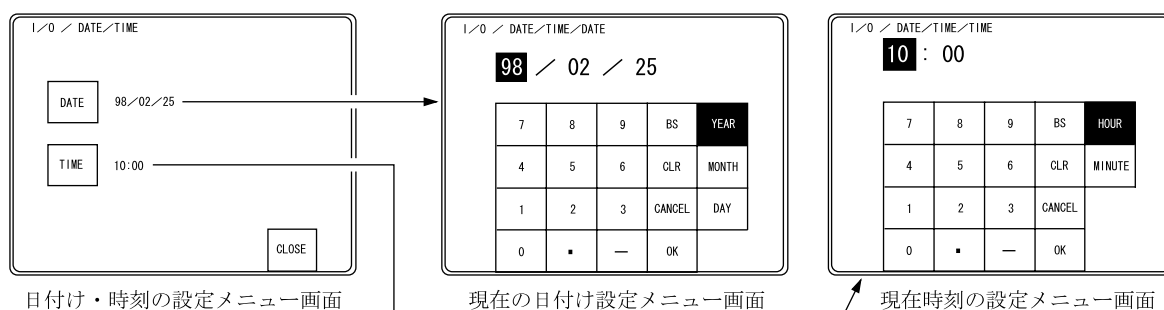 I/O / DATE/TIME
DATE 98/02/25
TIME 10:00
CLOSE
日付け・時刻の設定メニュー画面
I/O / DATE/TIME/DATE
98 / 02 / 25
7 8 9 BS YEAR
4 5 6 CLR MONTH
1 2 3 CANCEL DAY
0 . — OK
現在の日付け設定メニュー画面
I/O / DATE/TIME/TIME
10 : 00
7 8 9 BS HOUR
4 5 6 CLR MINUTE
1 2 3 CANCEL
0 . — OK
現在時刻の設定メニュー画面